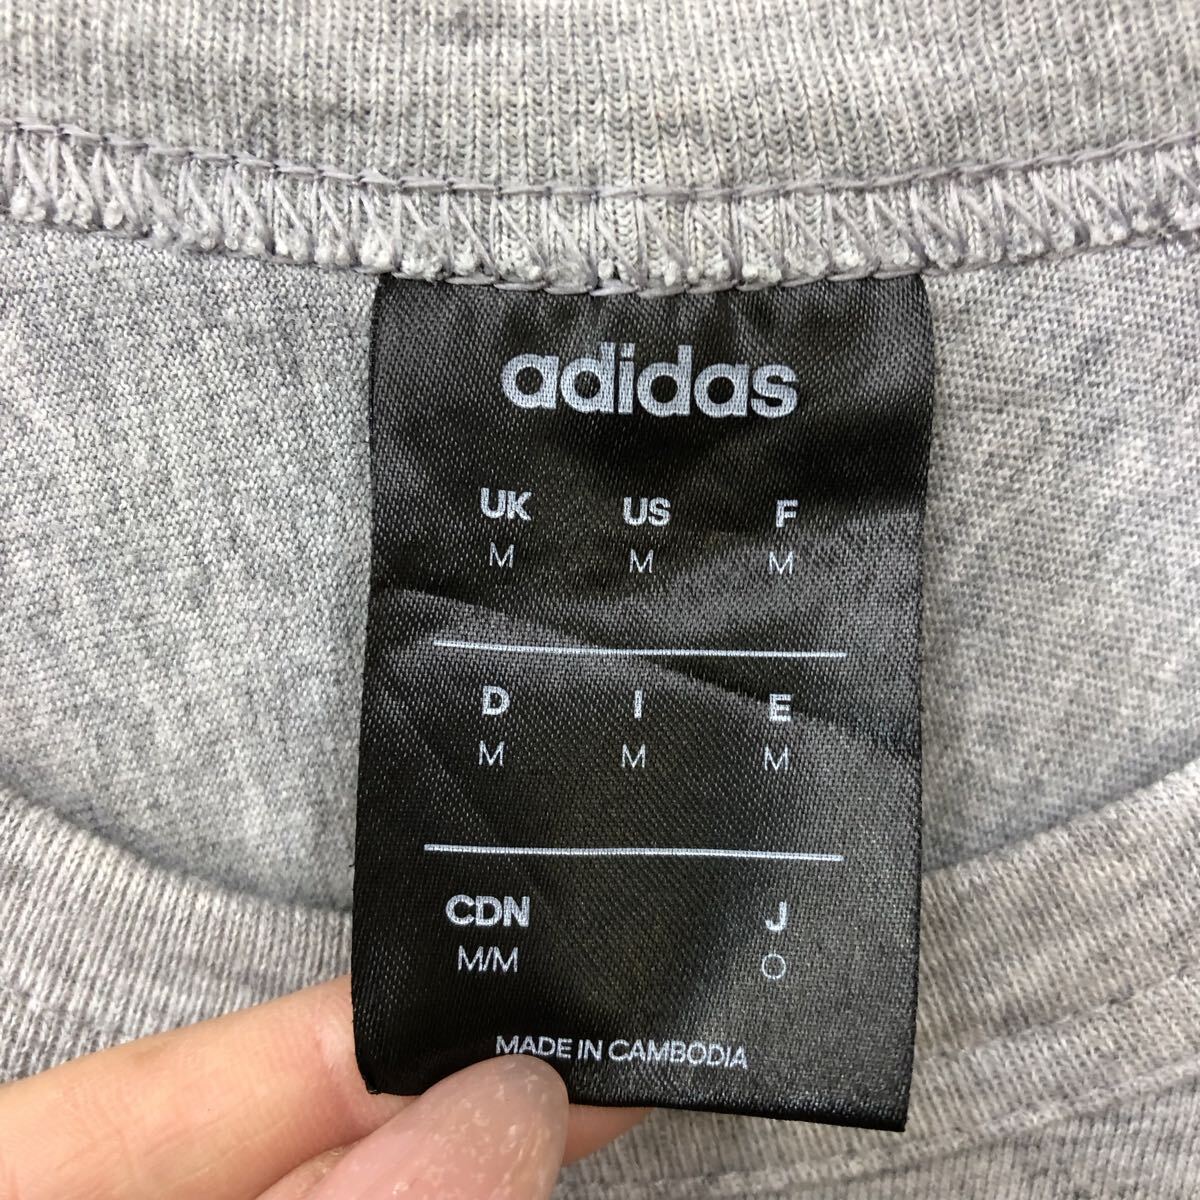 adidas
UK US F
M M M
D I E
M M M
CDN J
M/M O
MADE IN CAMBODIA